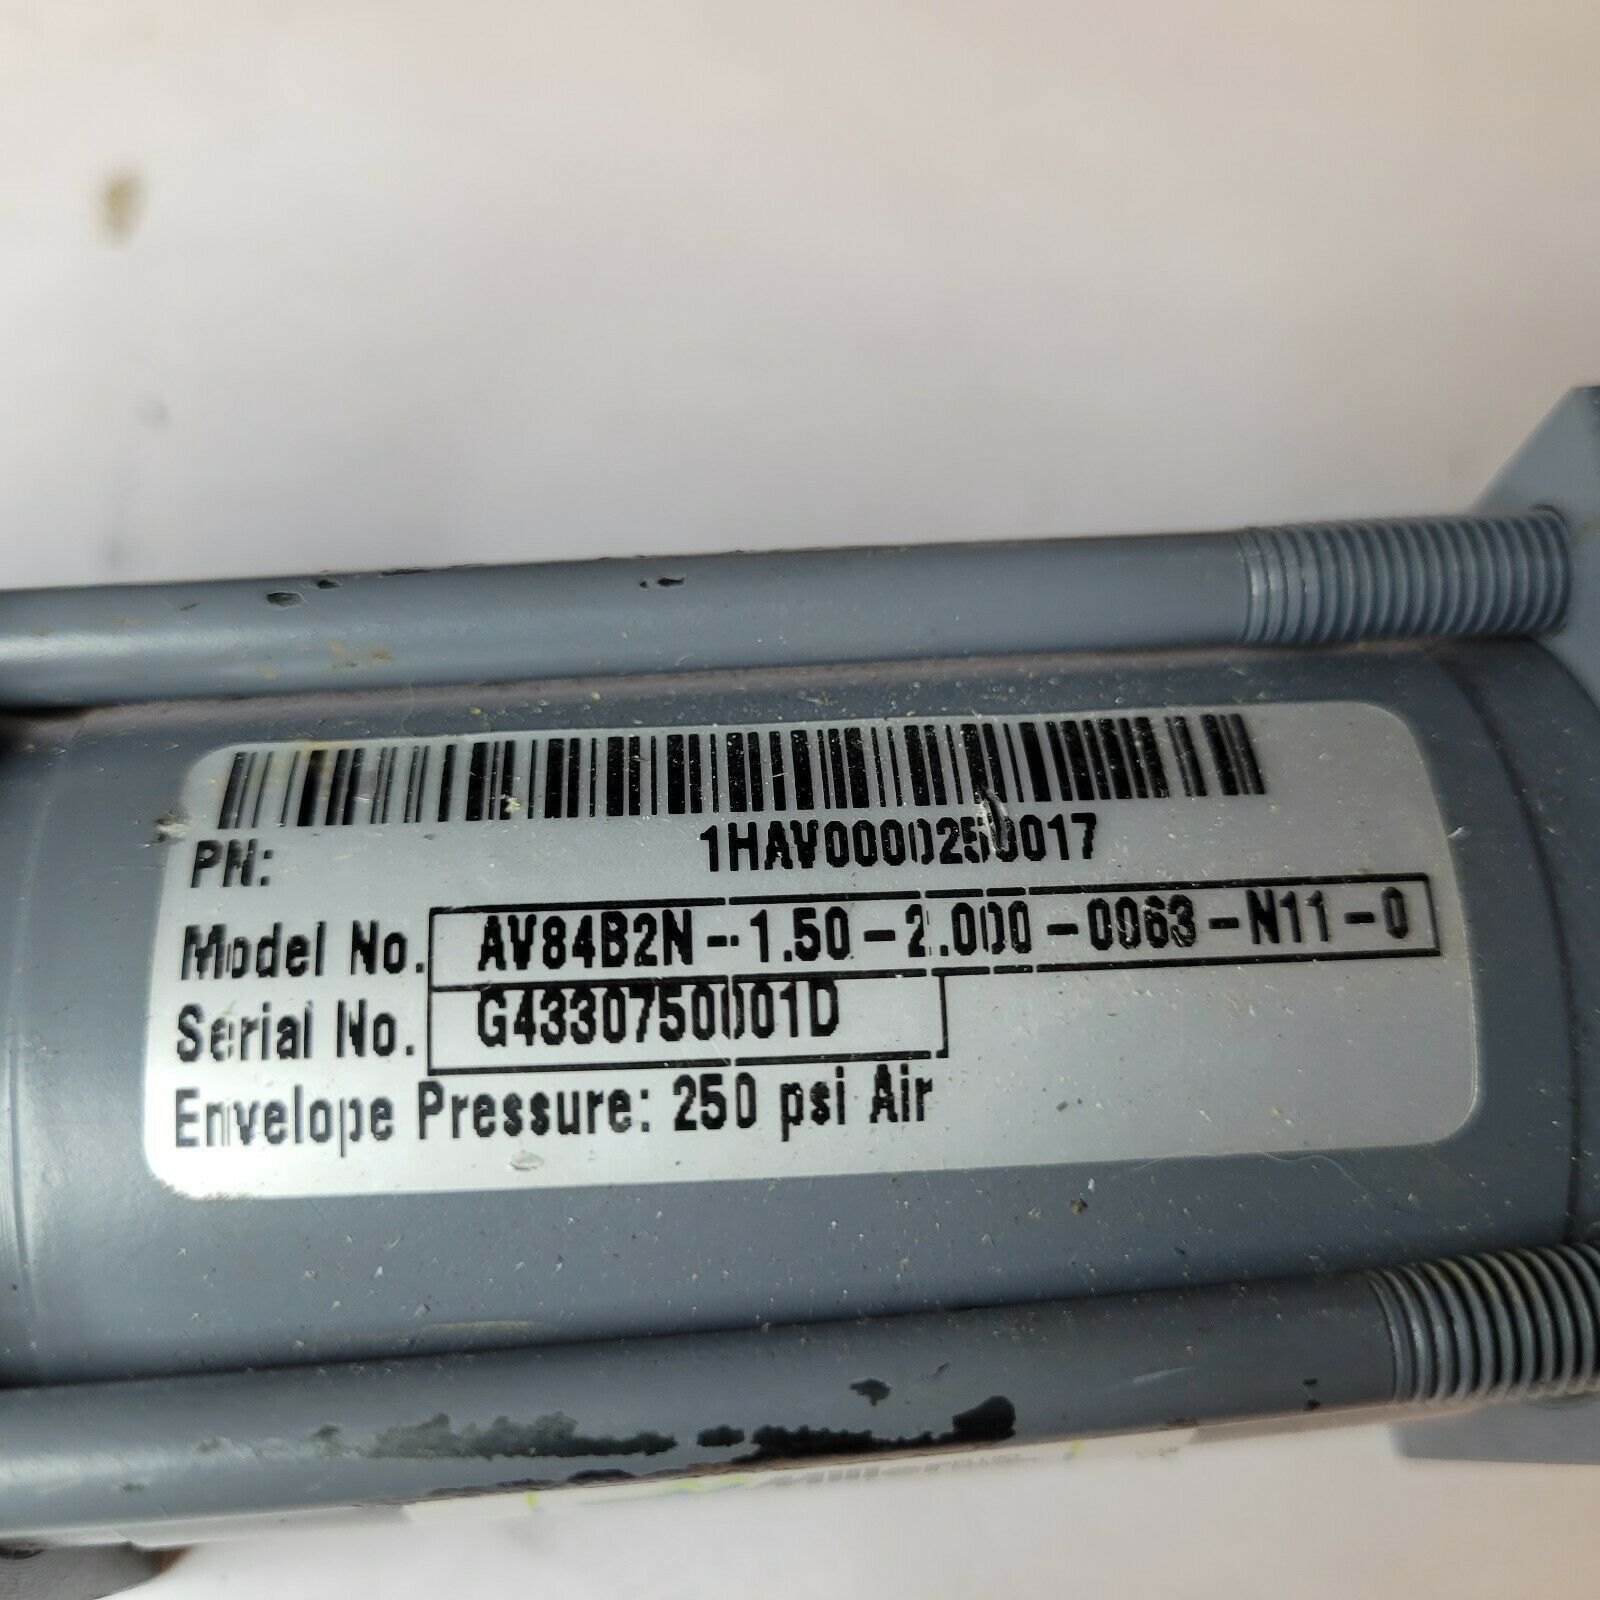 PN: 1HAV0000250017
Model No. AV84B2N-1.50-2.000-0063-N11-0
Serial No. G4330750001D
Envelope Pressure: 250 psi Air
Miller